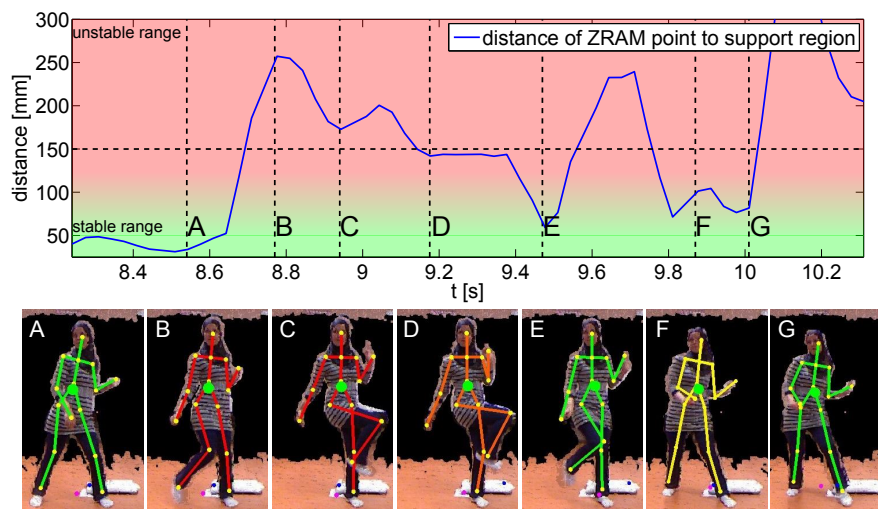 300
unstable range
distance of ZRAM point to support region
250
200
distance [mm]
150
100
50
stable range
A
B
C
D
E
F
G
8.4
8.6
8.8
9
9.2
9.4
9.6
9.8
10
10.2
t [s]
A
B
C
D
E
F
G